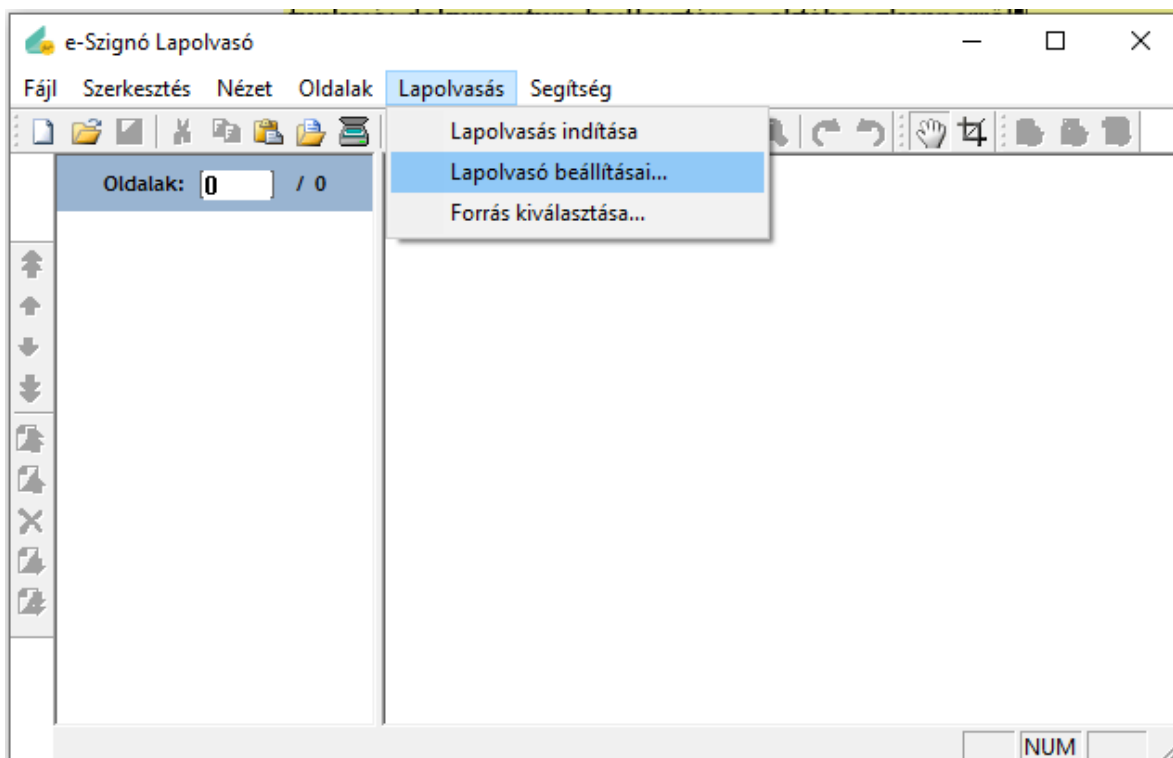 e-Szignó Lapolvasó
Fájl Szerkesztés Nézet Oldalak Lapolvasás Segítség
Lapolvasás indítása
Lapolvasó beállításai...
Forrás kiválasztása...
Oldalak: 0 / 0
NUM